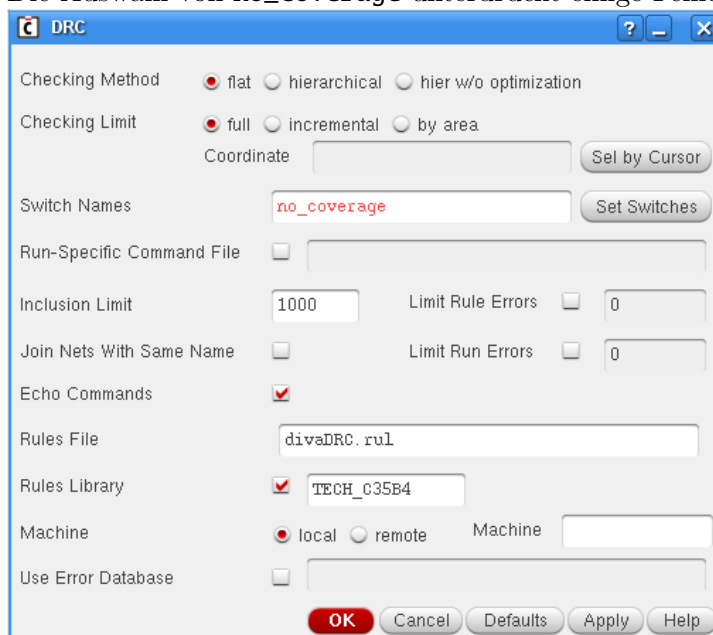 DRC
Checking Method flat hierarchical hier w/o optimization
Checking Limit full incremental by area
Coordinate Sel by Cursor
Switch Names no_coverage Set Switches
Run-Specific Command File
Inclusion Limit 1000 Limit Rule Errors 0
Join Nets With Same Name Limit Run Errors 0
Echo Commands
Rules File divaDRC.rul
Rules Library TECH_C35B4
Machine local remote Machine
Use Error Database
OK Cancel Defaults Apply Help